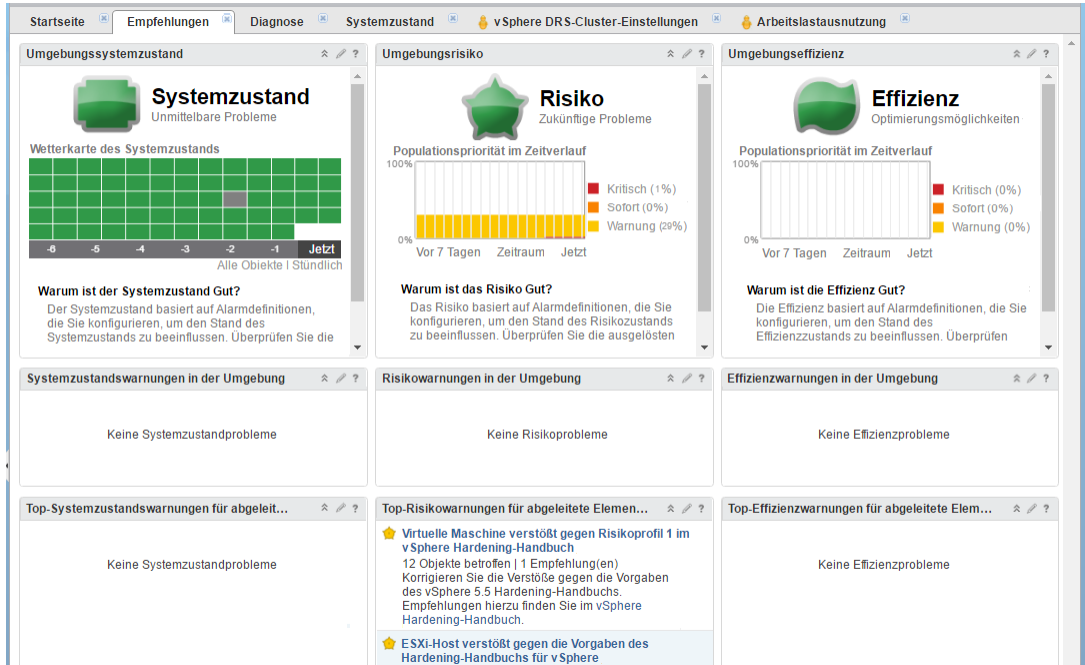 Startseite Empfehlungen Diagnose Systemzustand vSphere DRS-Cluster-Einstellungen Arbeitslastausnutzung
Umgebungssystemzustand
Systemzustand
Unmittelbare Probleme
Wetterkarte des Systemzustands
-6 -5 -4 -3 -2 -1 Jetzt
Alle Objekte | Stündlich
Warum ist der Systemzustand Gut?
Der Systemzustand basiert auf Alarmdefinitionen,
die Sie konfigurieren, um den Stand des
Systemzustands zu beeinflussen. Überprüfen Sie die
Umgebungsrisiko
Risiko
Zukünftige Probleme
Populationspriorität im Zeitverlauf
100%
Kritisch (1%)
Sofort (0%)
Warnung (29%)
0%
Vor 7 Tagen Zeitraum Jetzt
Warum ist das Risiko Gut?
Das Risiko basiert auf Alarmdefinitionen, die Sie
konfigurieren, um den Stand des Risikozustands
zu beeinflussen. Überprüfen Sie die ausgelösten
Umgebungseffizienz
Effizienz
Optimierungsmöglichkeiten
Populationspriorität im Zeitverlauf
100%
Kritisch (0%)
Sofort (0%)
Warnung (0%)
0%
Vor 7 Tagen Zeitraum Jetzt
Warum ist die Effizienz Gut?
Die Effizienz basiert auf Alarmdefinitionen, die Sie
konfigurieren, um den Stand des
Effizienzzustands zu beeinflussen. Überprüfen
Systemzustandswarnungen in der Umgebung
Keine Systemzustandprobleme
Risikowarnungen in der Umgebung
Keine Risikoprobleme
Effizienzwarnungen in der Umgebung
Keine Effizienzprobleme
Top-Systemzustandswarnungen für abgeleit...
Keine Systemzustandprobleme
Top-Risikowarnungen für abgeleitete Elemen...
Virtuelle Maschine verstößt gegen Risikoprofil 1 im
vSphere Hardening-Handbuch
12 Objekte betroffen | 1 Empfehlung(en)
Korrigieren Sie die Verstöße gegen die Vorgaben
des vSphere 5.5 Hardening-Handbuchs.
Empfehlungen hierzu finden Sie im vSphere
Hardening-Handbuch.
ESXi-Host verstößt gegen die Vorgaben des
Hardening-Handbuchs für vSphere
Top-Effizienzwarnungen für abgeleitete Elem...
Keine Effizienzprobleme